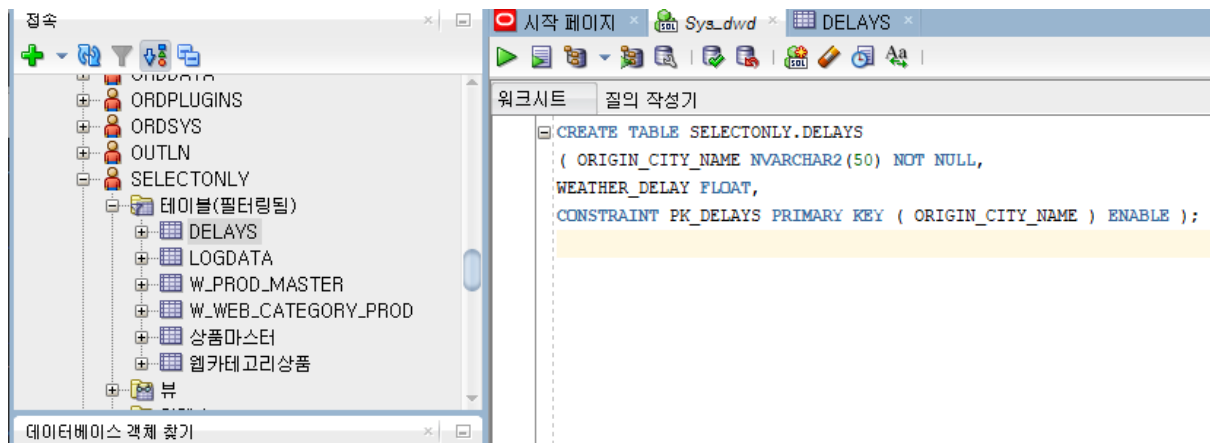 접속
ORDDATA
ORDPLUGINS
ORDSYS
OUTLN
SELECTONLY
테이블(필터링됨)
DELAYS
LOGDATA
W_PROD_MASTER
W_WEB_CATEGORY_PROD
상품마스터
웹카테고리상품
뷰
데이터베이스 객체 찾기
시작 페이지
Sys_dwd
DELAYS
워크시트
질의 작성기
CREATE TABLE SELECTONLY.DELAYS
( ORIGIN_CITY_NAME NVARCHAR2(50) NOT NULL,
WEATHER_DELAY FLOAT,
CONSTRAINT PK_DELAYS PRIMARY KEY ( ORIGIN_CITY_NAME ) ENABLE );